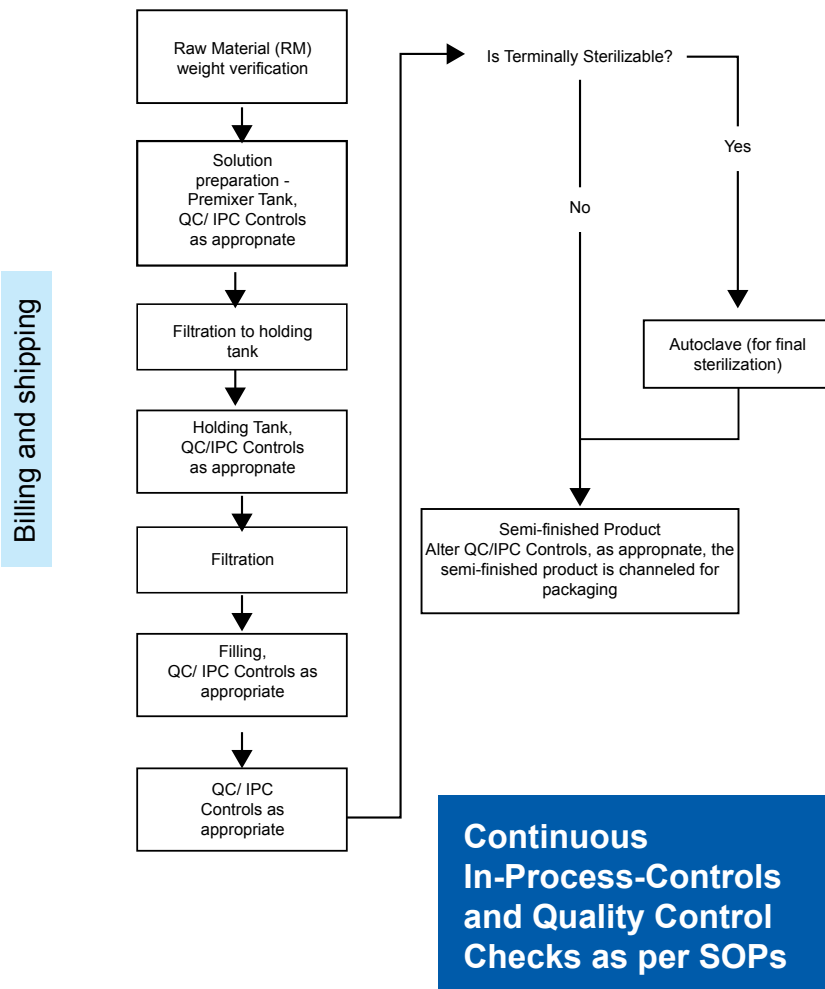 Billing and shipping
Raw Material (RM)
weight verification
Solution
preparation -
Premixer Tank,
QC/ IPC Controls
as appropnate
Filtration to holding
tank
Holding Tank,
QC/IPC Controls
as appropnate
Filtration
Filling,
QC/ IPC Controls as
appropriate
QC/ IPC
Controls as
appropriate
Is Terminally Sterilizable?
Yes
No
Autoclave (for final
sterilization)
Semi-finished Product
Alter QC/IPC Controls, as appropnate, the
semi-finished product is channeled for
packaging
Continuous
In-Process-Controls
and Quality Control
Checks as per SOPs